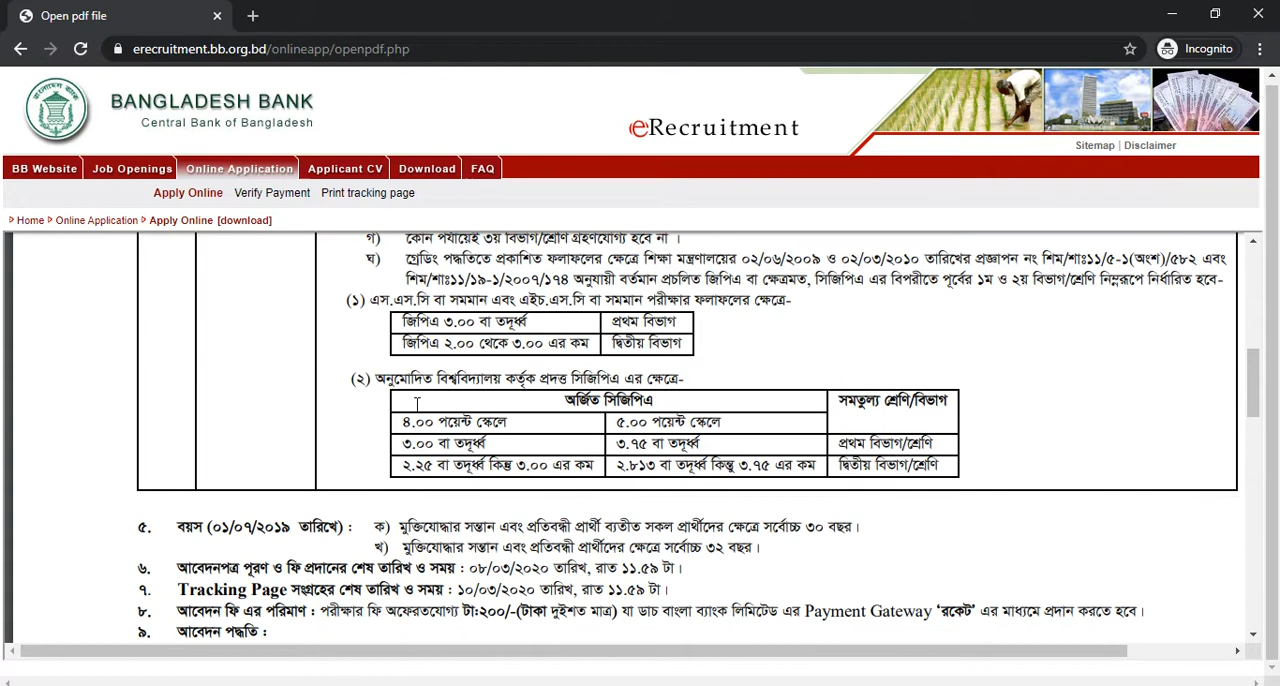 Open pdf file
erecruitment.bb.org.bd/onlineapp/openpdf.php
Incognito
BANGLADESH BANK
Central Bank of Bangladesh
eRecruitment
Sitemap | Disclaimer
BB Website Job Openings Online Application Applicant CV Download FAQ
Apply Online Verify Payment Print tracking page
Home Online Application Apply Online [download]
গ) কোন পর্যায়েই ৩য় বিভাগ/শ্রেণি গ্রহণযোগ্য হবে না ।
ঘ) গ্রেডিং পদ্ধতিতে প্রকাশিত ফলাফলের ক্ষেত্রে শিক্ষা মন্ত্রণালয়ের ০২/০৬/২০০৯ ও ০২/০৩/২০১০ তারিখের প্রজ্ঞাপন নং শিম/শাঃ১১/৫-১(অংশ)/৫৮২ এবং
শিম/শাঃ১১/১৯-১/২০০৭/১৭৪ অনুযায়ী বর্তমান প্রচলিত জিপিএ বা ক্ষেত্রমত, সিজিপিএ এর বিপরীতে পূর্বের ১ম ও ২য় বিভাগ/শ্রেণি নিম্নরূপে নির্ধারিত হবে-
(১) এস.এস.সি বা সমমান এবং এইচ.এস.সি বা সমমান পরীক্ষার ফলাফলের ক্ষেত্রে-
জিপিএ ৩.০০ বা তদূর্ধ্ব প্রথম বিভাগ
জিপিএ ২.০০ থেকে ৩.০০ এর কম দ্বিতীয় বিভাগ
(২) অনুমোদিত বিশ্ববিদ্যালয় কর্তৃক প্রদত্ত সিজিপিএ এর ক্ষেত্রে-
অর্জিত সিজিপিএ সমতুল্য শ্রেণি/বিভাগ
৪.০০ পয়েন্ট স্কেলে ৫.০০ পয়েন্ট স্কেলে
৩.০০ বা তদূর্ধ্ব ৩.৭৫ বা তদূর্ধ্ব প্রথম বিভাগ/শ্রেণি
২.২৫ বা তদূর্ধ্ব কিন্তু ৩.০০ এর কম ২.৮১৩ বা তদূর্ধ্ব কিন্তু ৩.৭৫ এর কম দ্বিতীয় বিভাগ/শ্রেণি
৫. বয়স (০১/০৭/২০১৯ তারিখে) : ক) মুক্তিযোদ্ধার সন্তান এবং প্রতিবন্ধী প্রার্থী ব্যতীত সকল প্রার্থীদের ক্ষেত্রে সর্বোচ্চ ৩০ বছর।
খ) মুক্তিযোদ্ধার সন্তান এবং প্রতিবন্ধী প্রার্থীদের ক্ষেত্রে সর্বোচ্চ ৩২ বছর।
৬. আবেদনপত্র পূরণ ও ফি প্রদানের শেষ তারিখ ও সময় : ০৮/০৩/২০২০ তারিখ, রাত ১১.৫৯ টা।
৭. Tracking Page সংগ্রহের শেষ তারিখ ও সময় : ১০/০৩/২০২০ তারিখ, রাত ১১.৫৯ টা।
৮. আবেদন ফি এর পরিমাণ : পরীক্ষার ফি অফেরতযোগ্য টা:২০০/-(টাকা দুইশত মাত্র) যা ডাচ বাংলা ব্যাংক লিমিটেড এর Payment Gateway ‘রকেট’ এর মাধ্যমে প্রদান করতে হবে।
৯. আবেদন পদ্ধতি :